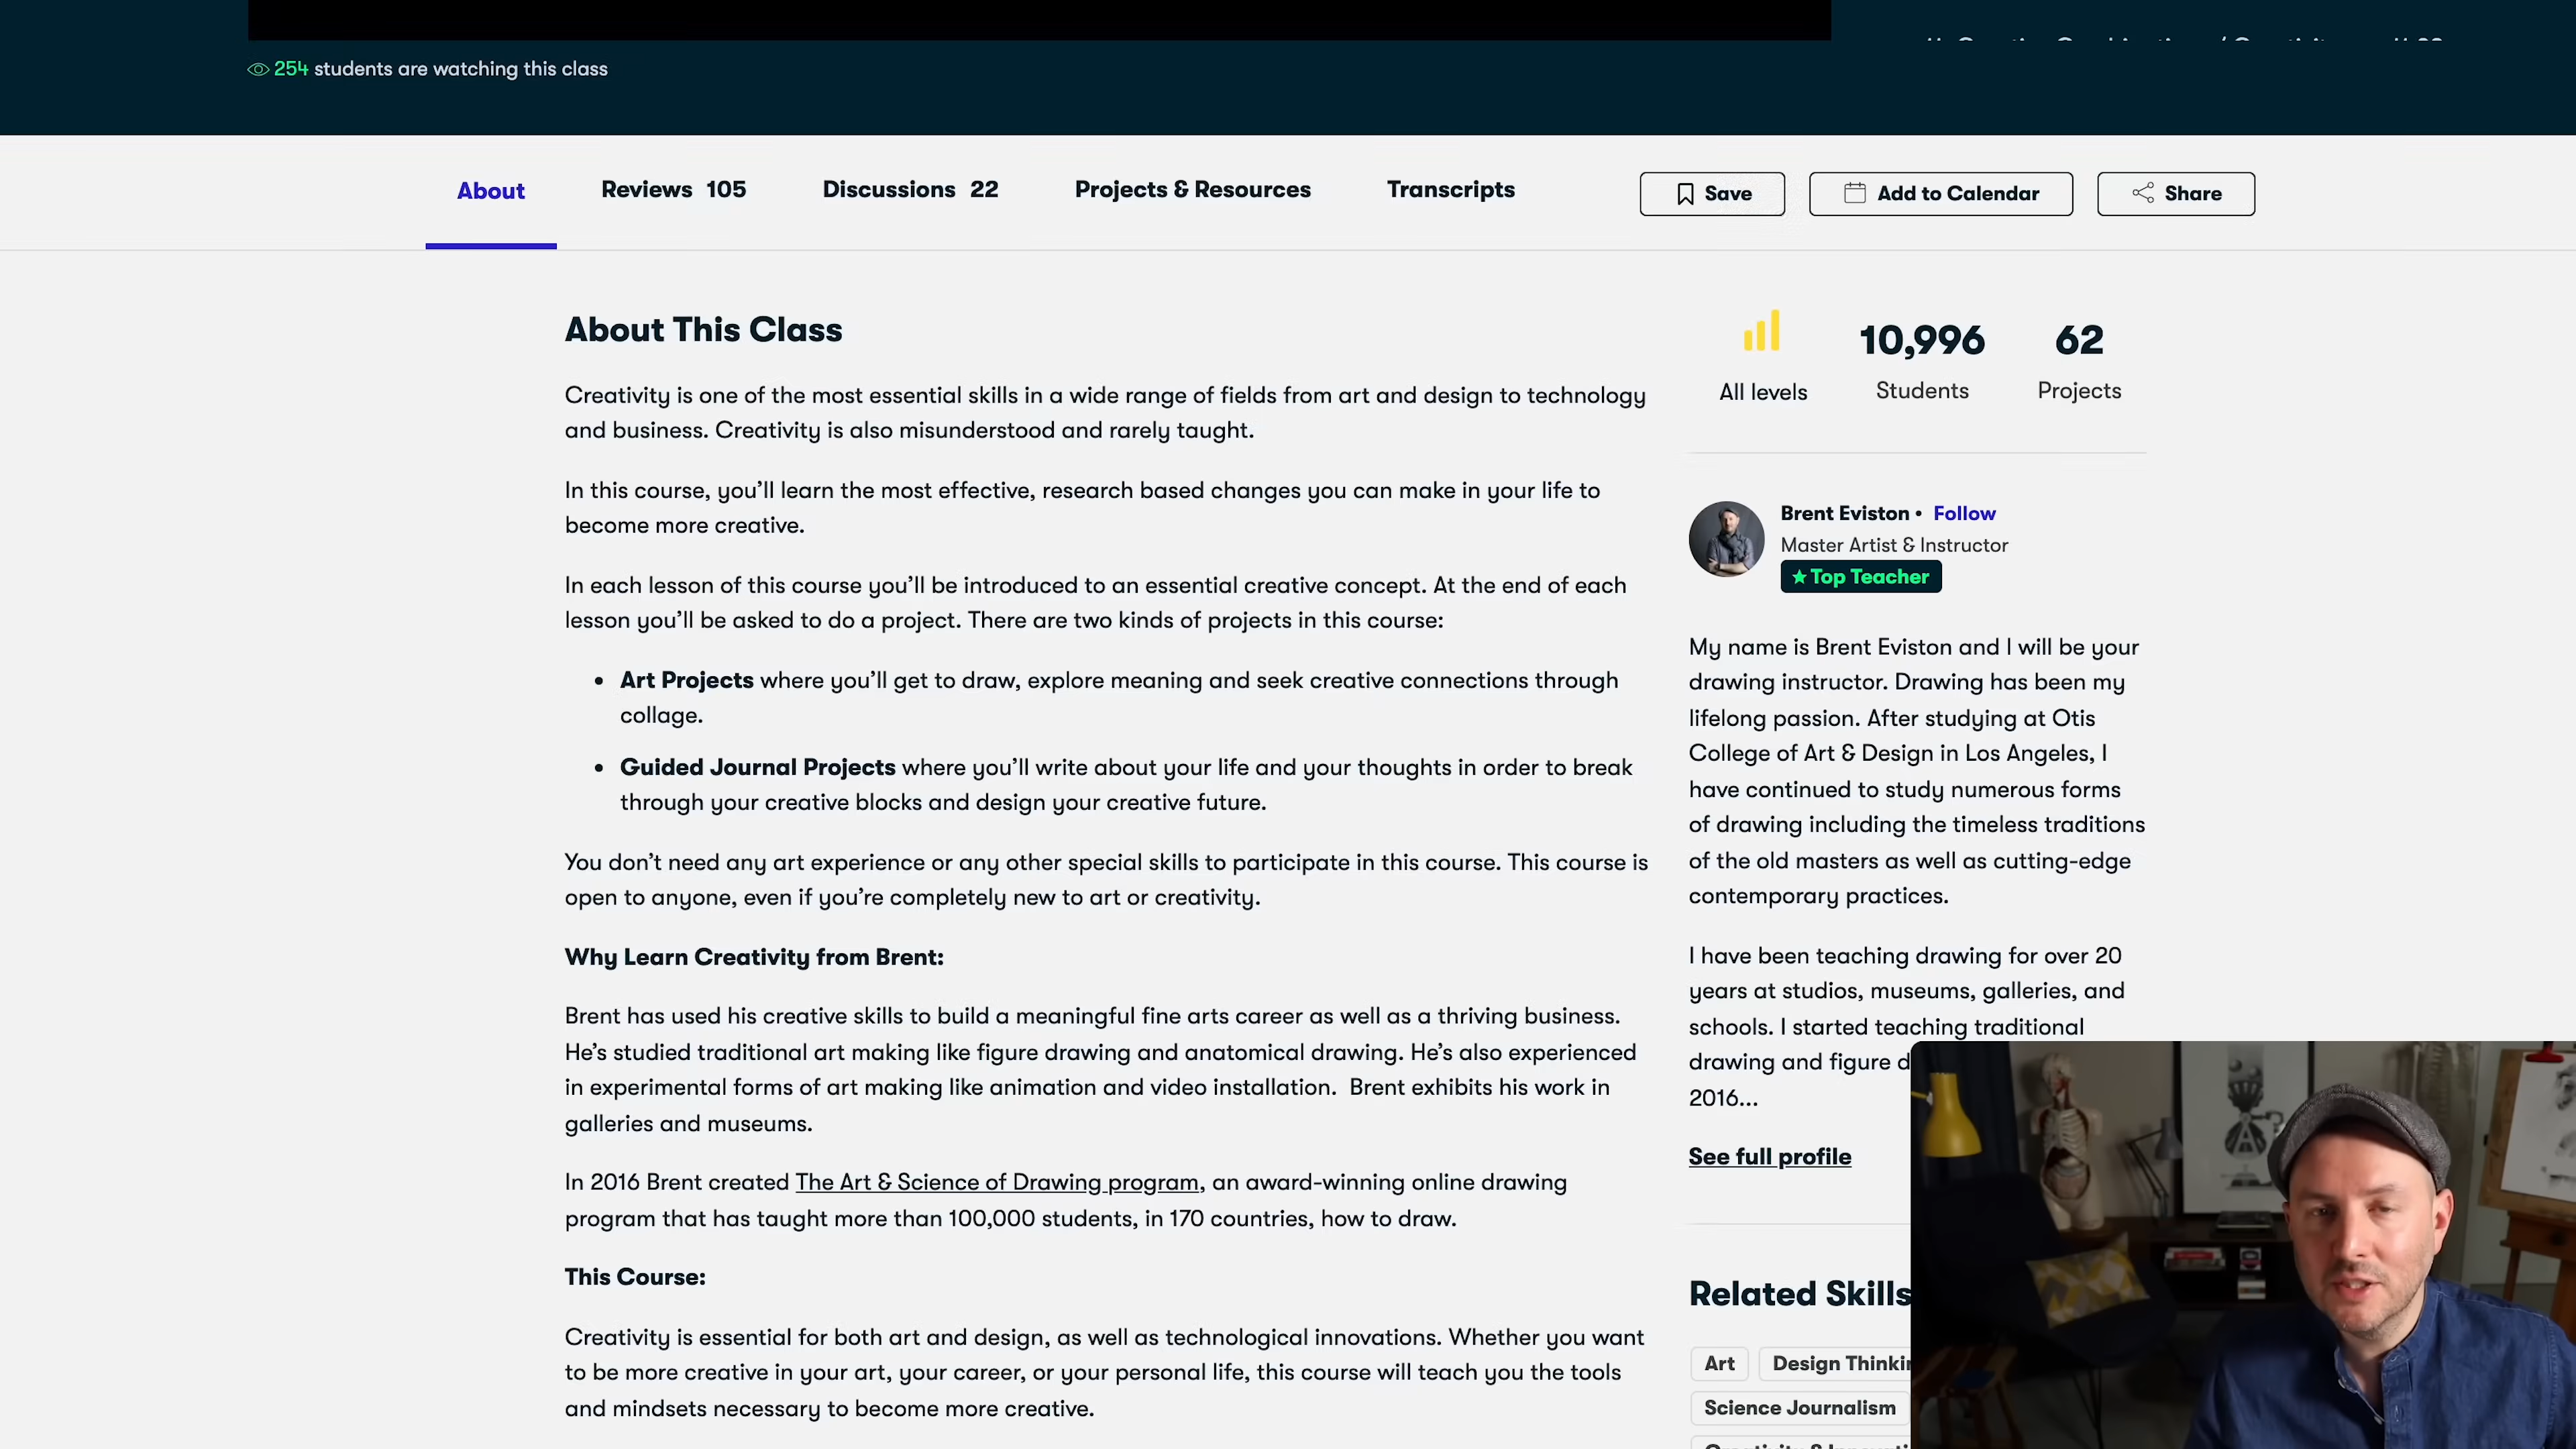 254 students are watching this class
About
Reviews 105
Discussions 22
Projects & Resources
Transcripts
Save
Add to Calendar
Share
About This Class
Creativity is one of the most essential skills in a wide range of fields from art and design to technology
and business. Creativity is also misunderstood and rarely taught.
In this course, you’ll learn the most effective, research based changes you can make in your life to
become more creative.
In each lesson of this course you’ll be introduced to an essential creative concept. At the end of each
lesson you’ll be asked to do a project. There are two kinds of projects in this course:
• Art Projects where you’ll get to draw, explore meaning and seek creative connections through
collage.
• Guided Journal Projects where you’ll write about your life and your thoughts in order to break
through your creative blocks and design your creative future.
You don’t need any art experience or any other special skills to participate in this course. This course is
open to anyone, even if you’re completely new to art or creativity.
Why Learn Creativity from Brent:
Brent has used his creative skills to build a meaningful fine arts career as well as a thriving business.
He’s studied traditional art making like figure drawing and anatomical drawing. He’s also experienced
in experimental forms of art making like animation and video installation. Brent exhibits his work in
galleries and museums.
In 2016 Brent created The Art & Science of Drawing program, an award-winning online drawing
program that has taught more than 100,000 students, in 170 countries, how to draw.
This Course:
Creativity is essential for both art and design, as well as technological innovations. Whether you want
to be more creative in your art, your career, or your personal life, this course will teach you the tools
and mindsets necessary to become more creative.
All levels
10,996
Students
62
Projects
Brent Eviston • Follow
Master Artist & Instructor
Top Teacher
My name is Brent Eviston and I will be your
drawing instructor. Drawing has been my
lifelong passion. After studying at Otis
College of Art & Design in Los Angeles, I
have continued to study numerous forms
of drawing including the timeless traditions
of the old masters as well as cutting-edge
contemporary practices.
I have been teaching drawing for over 20
years at studios, museums, galleries, and
schools. I started teaching traditional
drawing and figure d
2016...
See full profile
Related Skills
Art
Design Thinkin
Science Journalism